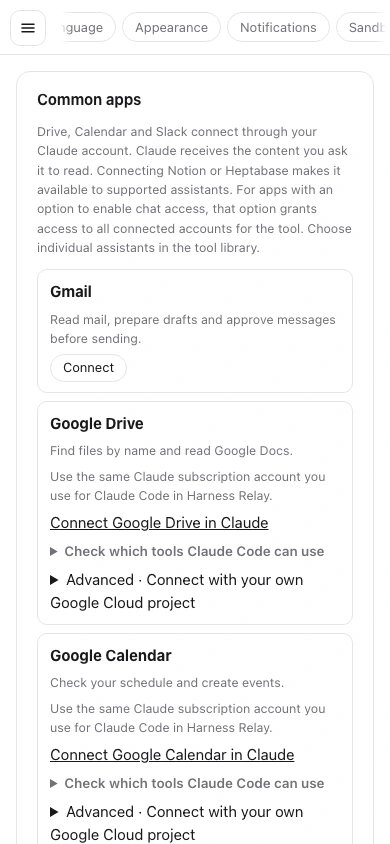 nguage
Appearance
Notifications
Sandb
Common apps
Drive, Calendar and Slack connect through your
Claude account. Claude receives the content you ask
it to read. Connecting Notion or Heptabase makes it
available to supported assistants. For apps with an
option to enable chat access, that option grants
access to all connected accounts for the tool. Choose
individual assistants in the tool library.
Gmail
Read mail, prepare drafts and approve messages
before sending.
Connect
Google Drive
Find files by name and read Google Docs.
Use the same Claude subscription account you
use for Claude Code in Harness Relay.
Connect Google Drive in Claude
Check which tools Claude Code can use
Advanced · Connect with your own
Google Cloud project
Google Calendar
Check your schedule and create events.
Use the same Claude subscription account you
use for Claude Code in Harness Relay.
Connect Google Calendar in Claude
Check which tools Claude Code can use
Advanced · Connect with your own
Google Cloud project